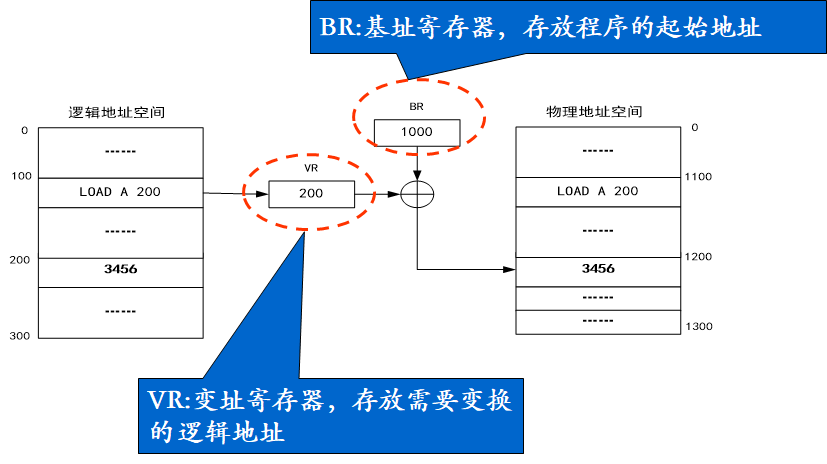 BR:基址寄存器，存放程序的起始地址
逻辑地址空间
BR
物理地址空间
0
1000
0
------
------
100
VR
1100
LOAD A 200
200
LOAD A 200
------
------
200
3456
1200
3456
------
------
------
300
1300
VR:变址寄存器，存放需要变换
的逻辑地址